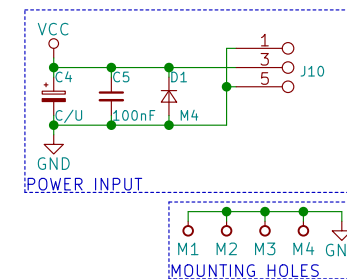 VCC
1
3
5
J10
C4
C5
D1
C/U
100nF
M4
GND
POWER INPUT
M1 M2 M3 M4 GN
MOUNTING HOLES